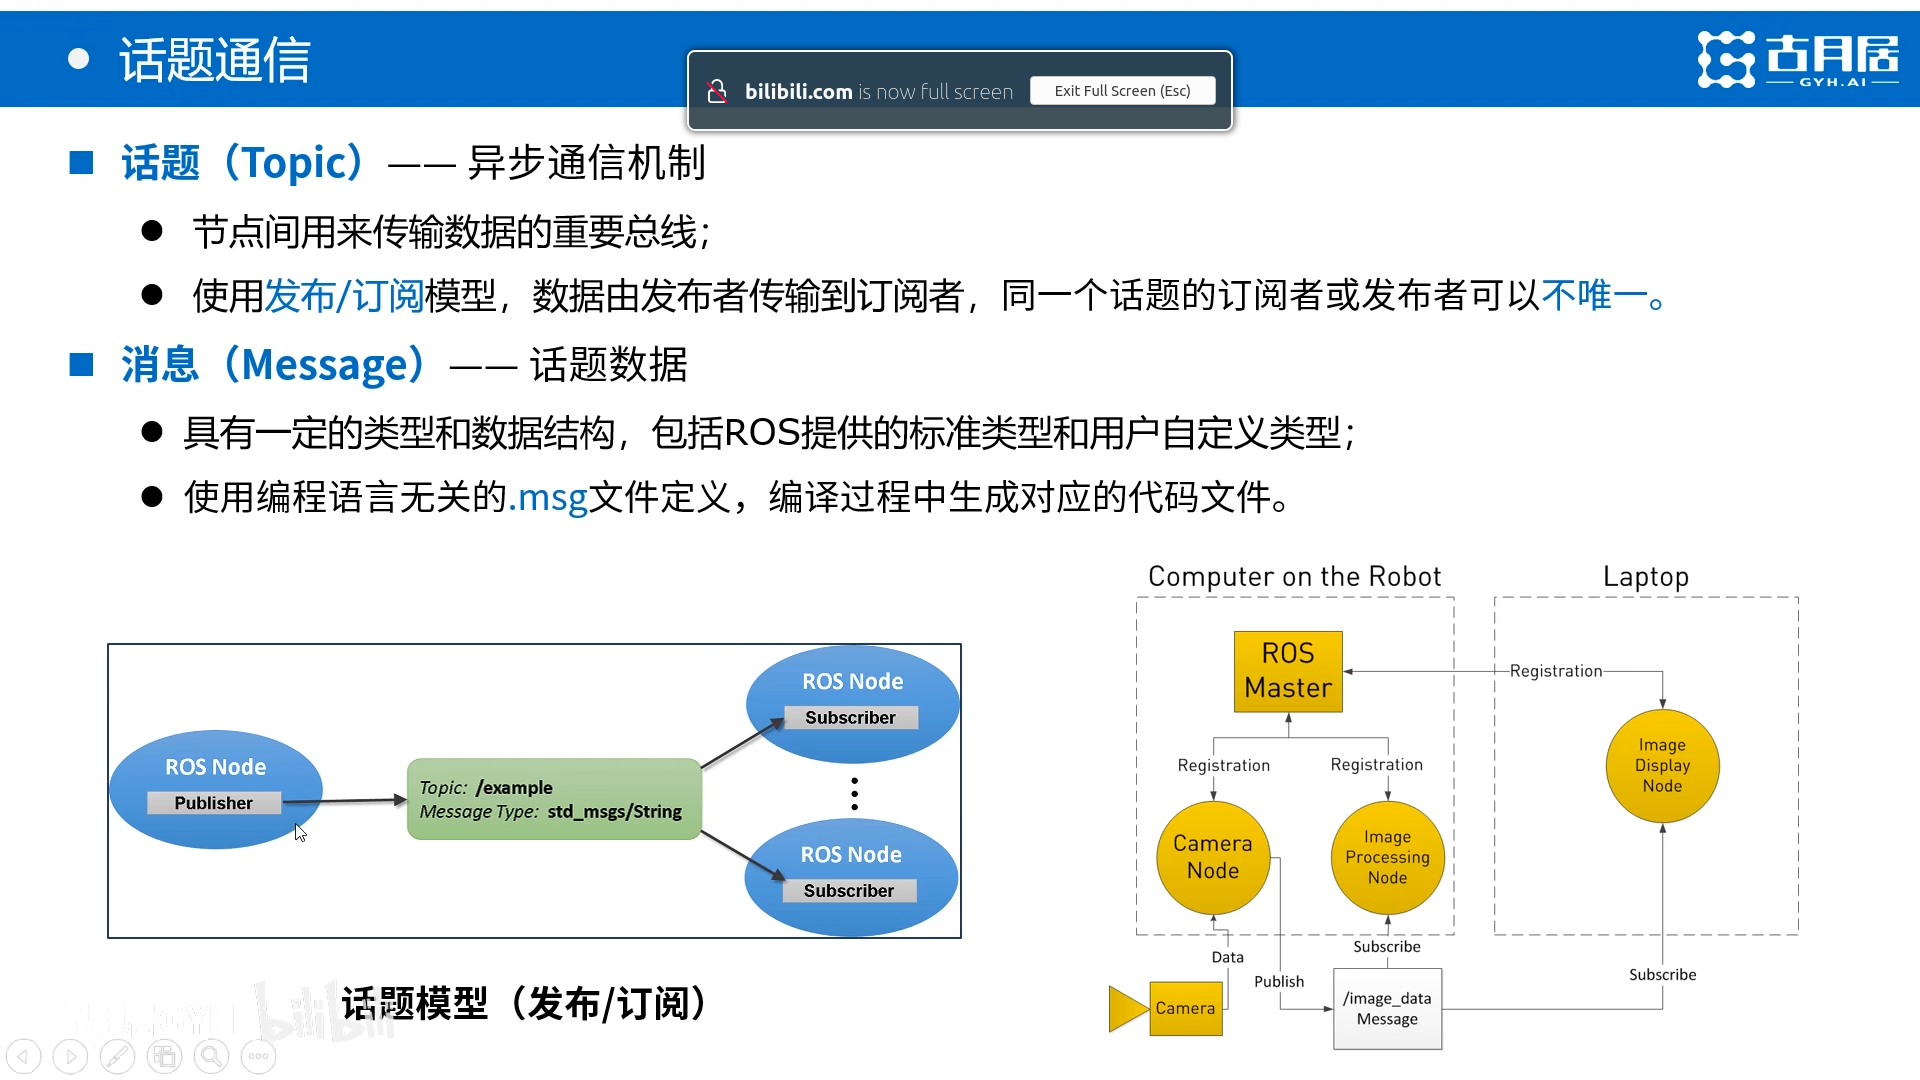 话题通信
古月居
GYH.AI
bilibili.com is now full screen
Exit Full Screen (Esc)
话题（Topic）—— 异步通信机制
节点间用来传输数据的重要总线；
使用发布/订阅模型，数据由发布者传输到订阅者，同一个话题的订阅者或发布者可以不唯一。
消息（Message）—— 话题数据
具有一定的类型和数据结构，包括ROS提供的标准类型和用户自定义类型；
使用编程语言无关的.msg文件定义，编译过程中生成对应的代码文件。
ROS Node
Publisher
Topic: /example
Message Type: std_msgs/String
ROS Node
Subscriber
ROS Node
Subscriber
话题模型（发布/订阅）
bilibili
Computer on the Robot
Laptop
ROS
Master
Registration
Registration
Registration
Camera
Node
Image
Processing
Node
Image
Display
Node
Data
Publish
Subscribe
Subscribe
Camera
/image_data
Message